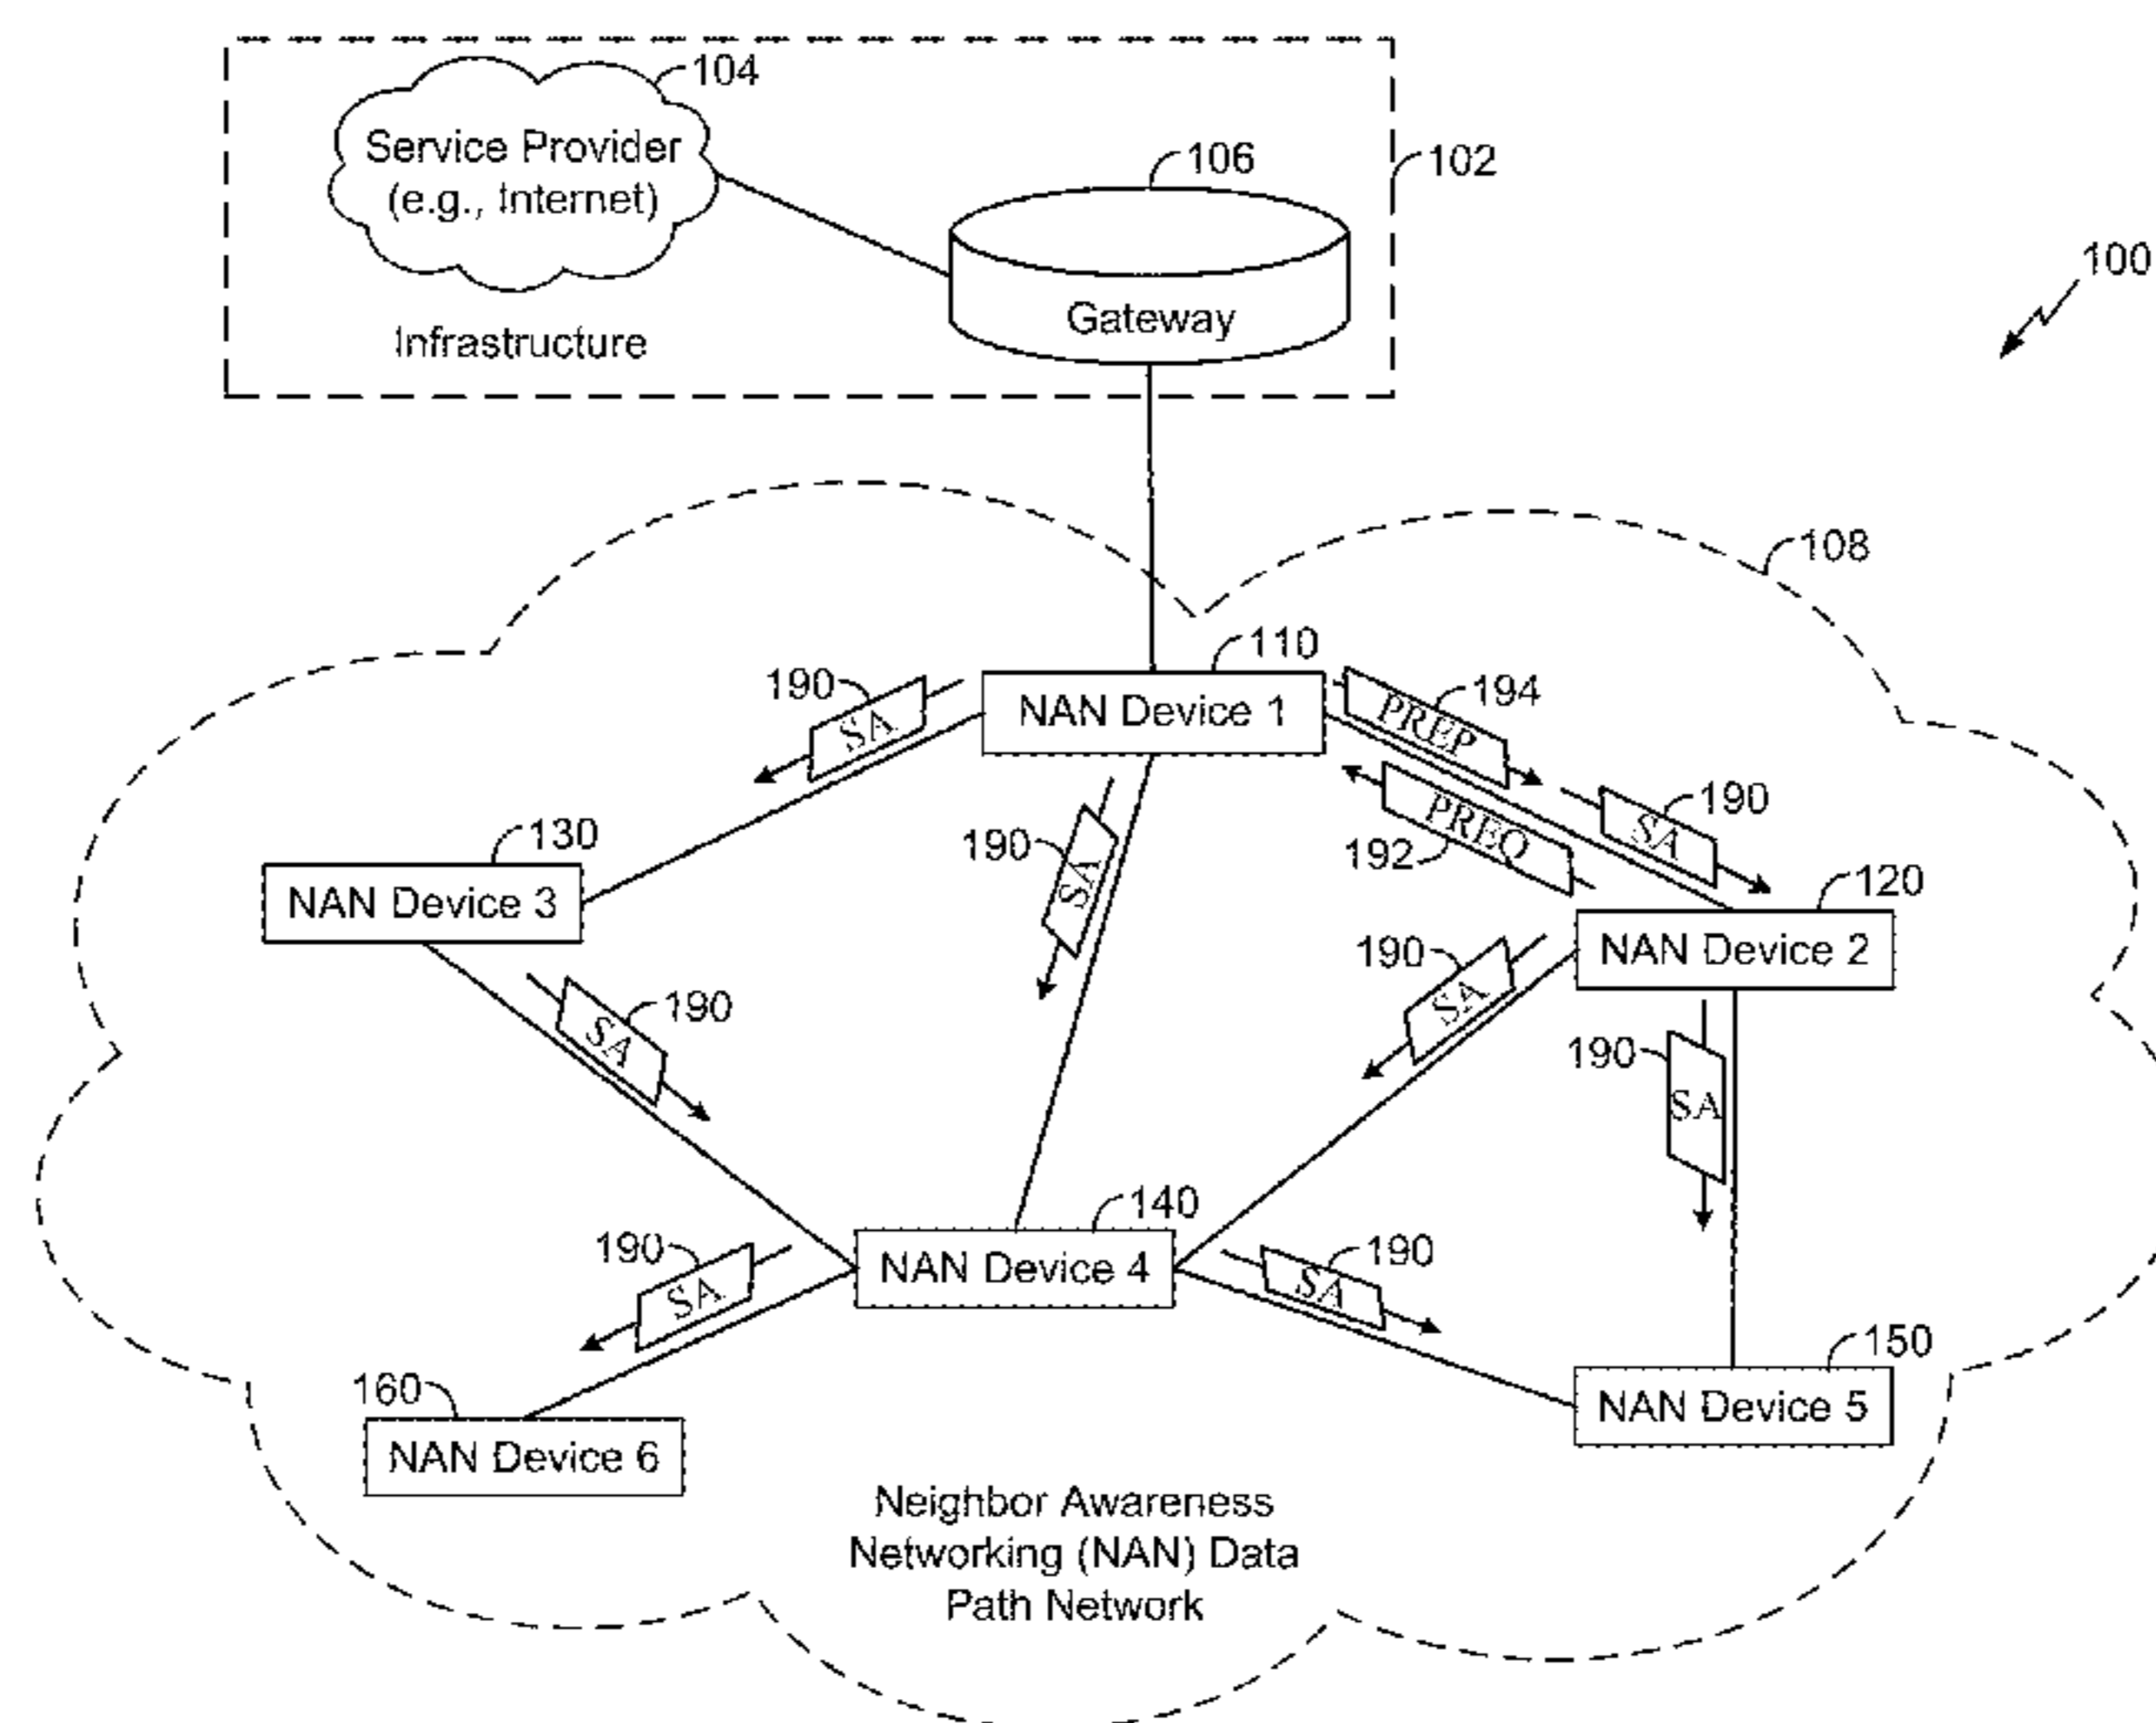 104
Service Provider
(e.g., Internet)
106
102
Gateway
Infrastructure
100
108
110
190
SA
NAN Device 1
PREP
194
190
SA
PREQ
192
190
SA
130
NAN Device 3
120
NAN Device 2
190
SA
190
SA
190
SA
140
NAN Device 4
190
SA
190
SA
150
NAN Device 5
160
NAN Device 6
Neighbor Awareness
Networking (NAN) Data
Path Network